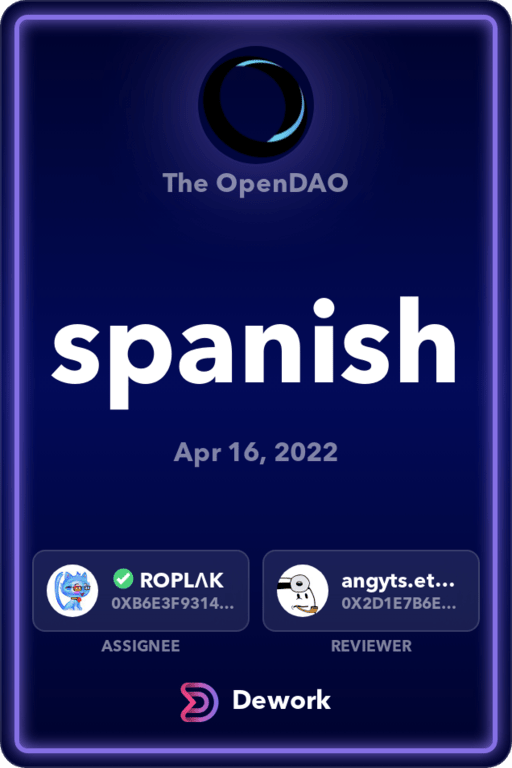 The OpenDAO
spanish
Apr 16, 2022
✅ ROPLΛK
0XB6E3F9314...
ASSIGNEE
angyts.et...
0X2D1E7B6E...
REVIEWER
Dework